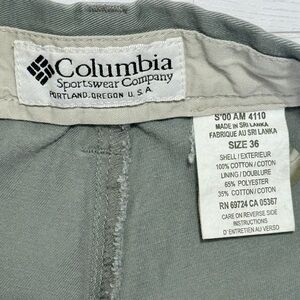 Columbia
Sportswear Company
PORTLAND, OREGON U.S.A.
S'00 AM 4110
MADE IN SRI LANKA
FABRIQUE AU SRI LANKA
SIZE 36
SHELL / EXTERIEUR
100% COTTON / COTON
LINING / DOUBLURE
65% POLYESTER
35% COTTON / COTON
RN 69724 CA 05367
CARE ON REVERSE SIDE
INSTRUCTIONS
D'ENTRETIEN AU VERSO